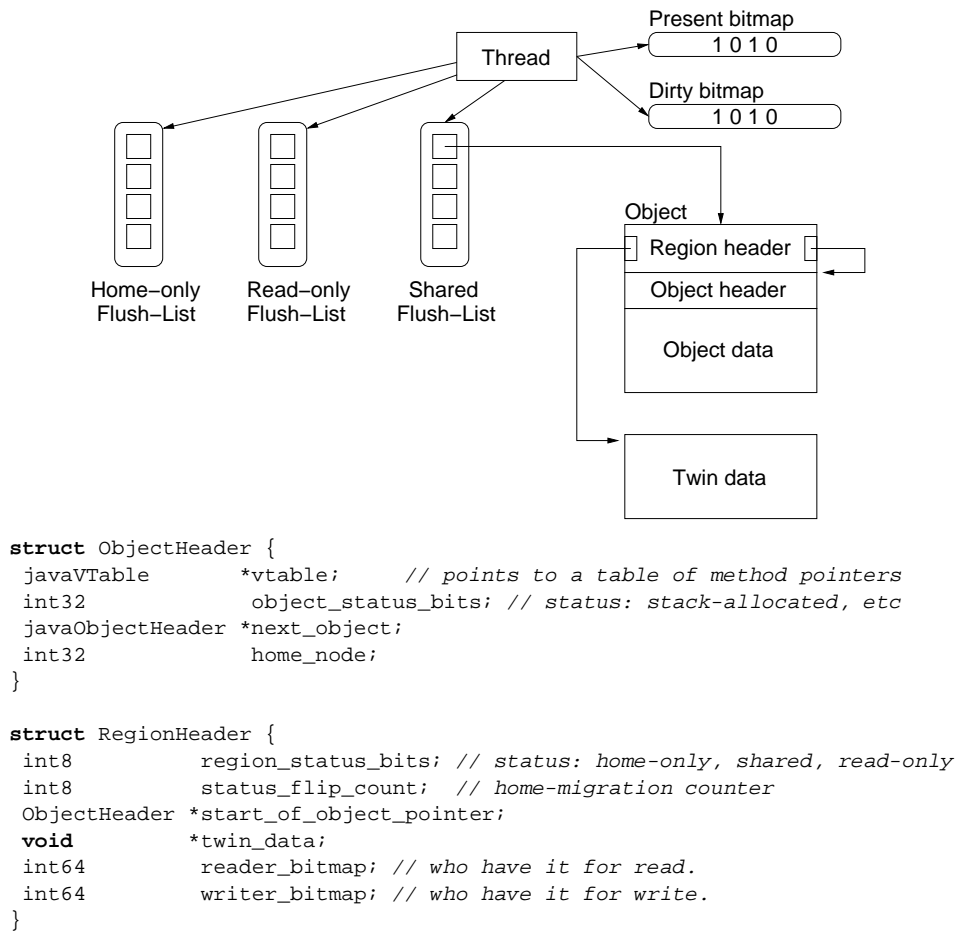 Present bitmap
1 0 1 0
Thread
Dirty bitmap
1 0 1 0
Object
Region header
Home−only
Flush−List
Read−only
Flush−List
Shared
Flush−List
Object header
Object data
Twin data
struct ObjectHeader {
javaVTable *vtable; // points to a table of method pointers
int32 object_status_bits; // status: stack-allocated, etc
javaObjectHeader *next_object;
int32 home_node;
}
struct RegionHeader {
int8 region_status_bits; // status: home-only, shared, read-only
int8 status_flip_count; // home-migration counter
ObjectHeader *start_of_object_pointer;
void *twin_data;
int64 reader_bitmap; // who have it for read.
int64 writer_bitmap; // who have it for write.
}